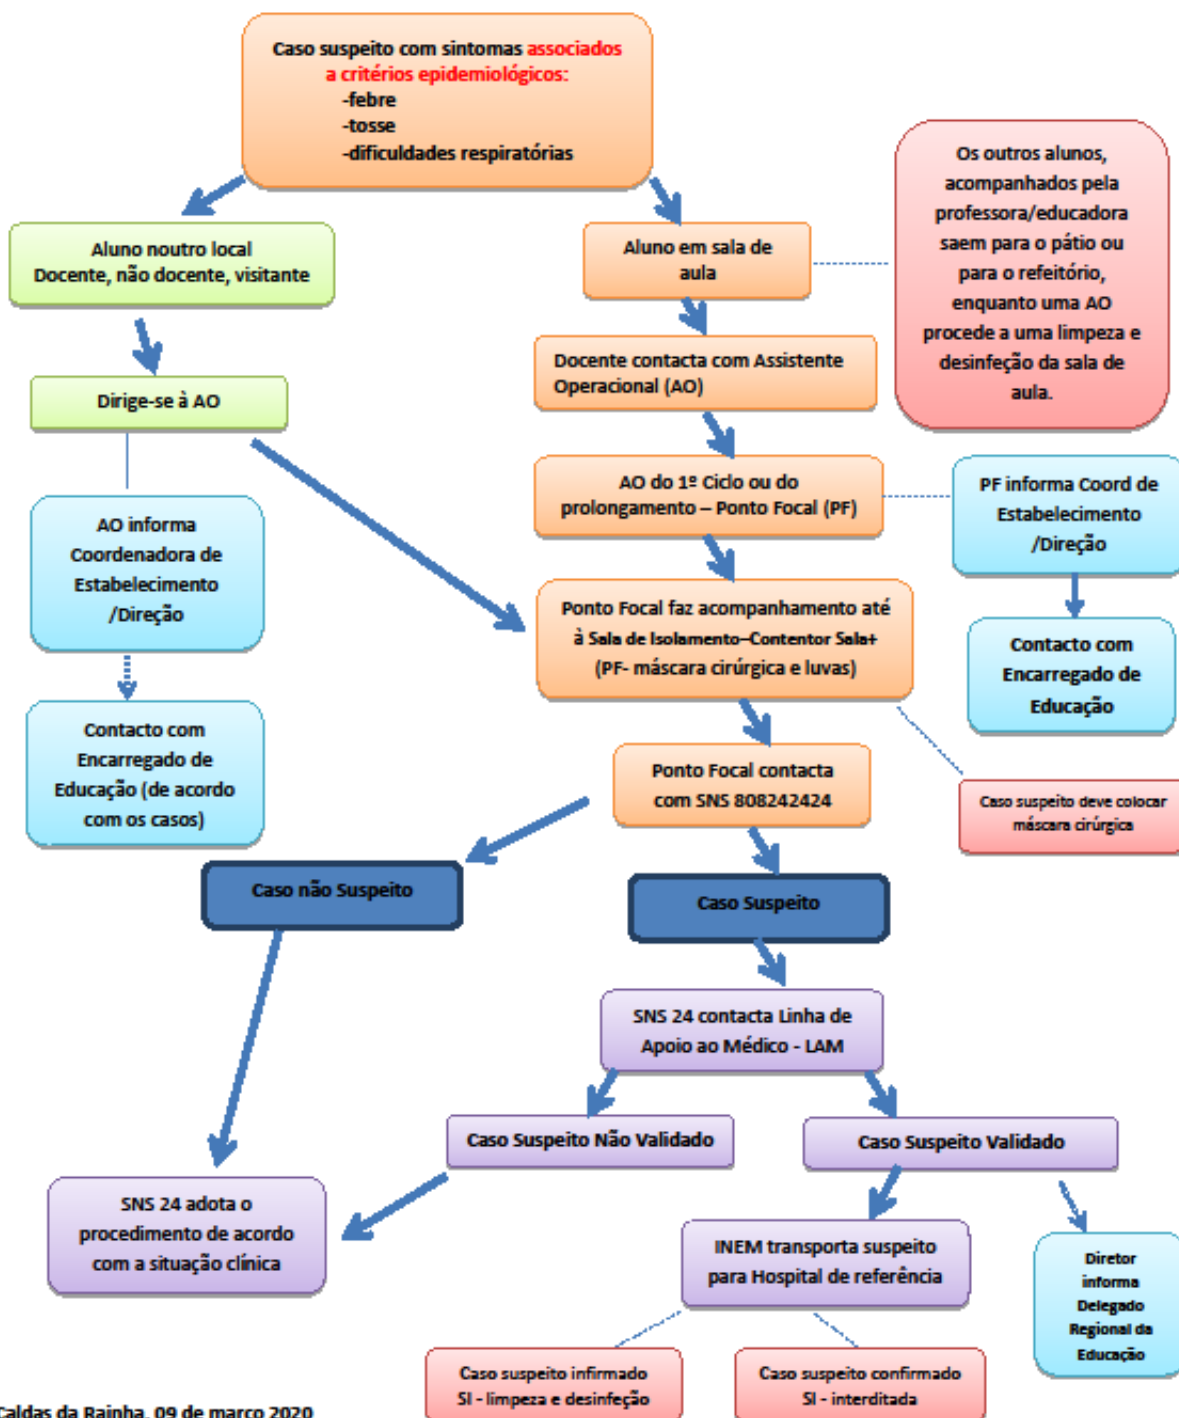 Caso suspeito com sintomas associados
a critérios epidemiológicos:
-febre
-tosse
-dificuldades respiratórias
Os outros alunos,
acompanhados pela
professora/educadora
saem para o pátio ou
para o refeitório,
enquanto uma AO
procede a uma limpeza e
desinfeção da sala de
aula.
Aluno noutro local
Docente, não docente, visitante
Aluno em sala de
aula
Docente contacta com Assistente
Operacional (AO)
Dirige-se à AO
AO do 1º Ciclo ou do
prolongamento – Ponto Focal (PF)
PF informa Coord de
Estabelecimento
/Direção
AO informa
Coordenadora de
Estabelecimento
/Direção
Ponto Focal faz acompanhamento até
à Sala de Isolamento–Contentor Sala+
(PF- máscara cirúrgica e luvas)
Contacto com
Encarregado de
Educação
Contacto com
Encarregado de
Educação (de acordo
com os casos)
Ponto Focal contacta
com SNS 808242424
Caso suspeito deve colocar
máscara cirúrgica
Caso não Suspeito
Caso Suspeito
SNS 24 contacta Linha de
Apoio ao Médico - LAM
Caso Suspeito Não Validado
Caso Suspeito Validado
SNS 24 adota o
procedimento de acordo
com a situação clínica
INEM transporta suspeito
para Hospital de referência
Diretor
informa
Delegado
Regional da
Educação
Caso suspeito infirmado
SI - limpeza e desinfeção
Caso suspeito confirmado
SI - interditada
Caldas da Rainha, 09 de março 2020